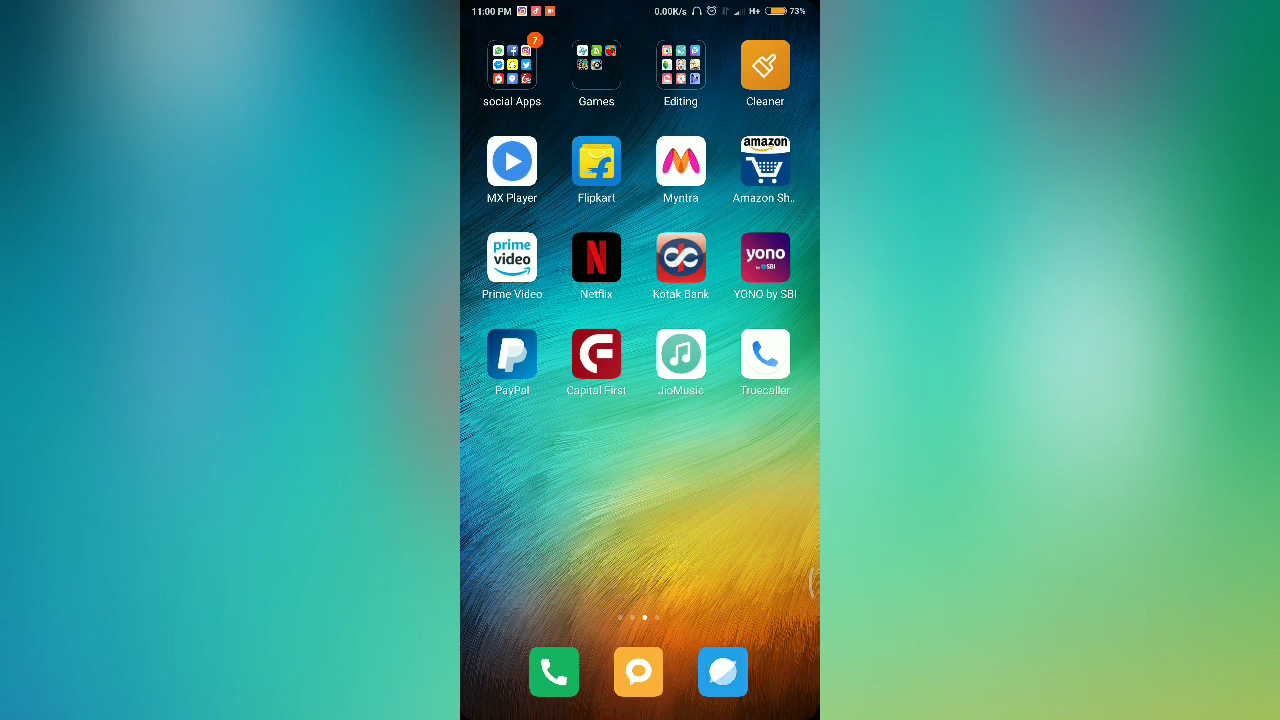 11:00 PM 0.00K/s H+ 73%
7
social Apps Games Editing Cleaner
amazon
MX Player Flipkart Myntra Amazon Sh..
prime video
yono
by SBI
Prime Video Netflix Kotak Bank YONO by SBI
PayPal Capital First JioMusic Truecaller